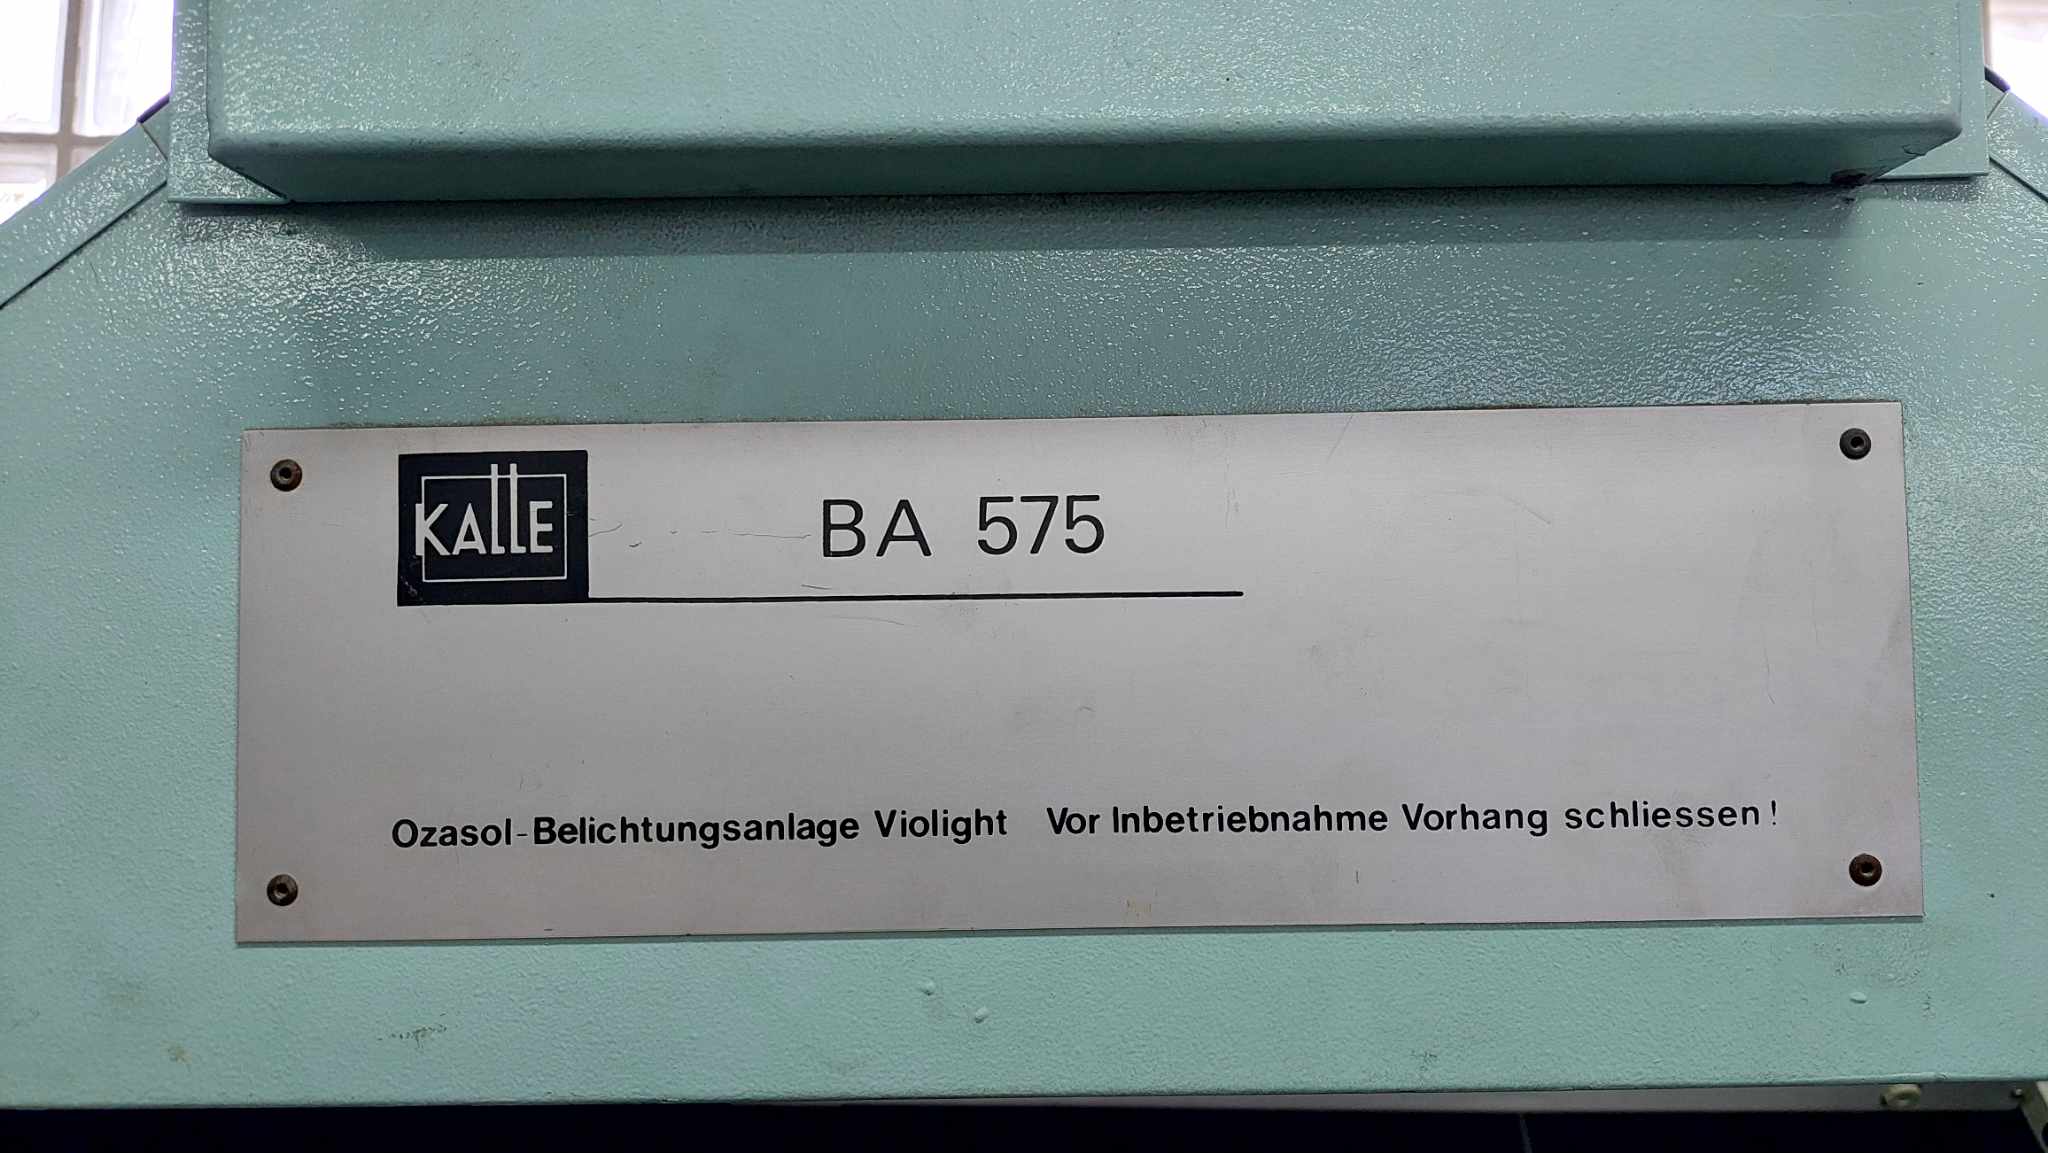 KALLE BA 575
Ozasol-Belichtungsanlage Violight Vor Inbetriebnahme Vorhang schliessen!